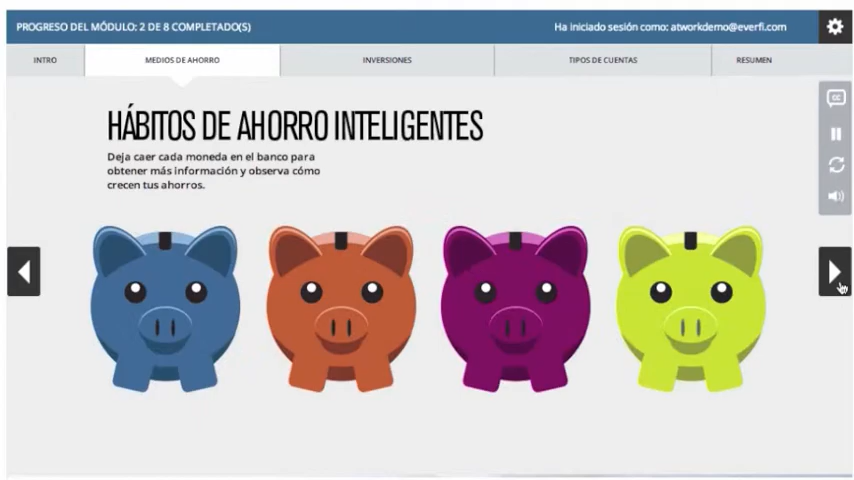 PROGRESO DEL MÓDULO: 2 DE 8 COMPLETADO(S)
Ha iniciado sesión como: atworkdemo@everfi.com
INTRO
MEDIOS DE AHORRO
INVERSIONES
TIPOS DE CUENTAS
RESUMEN
CC
HÁBITOS DE AHORRO INTELIGENTES
Deja caer cada moneda en el banco para
obtener más información y observa cómo
crecen tus ahorros.